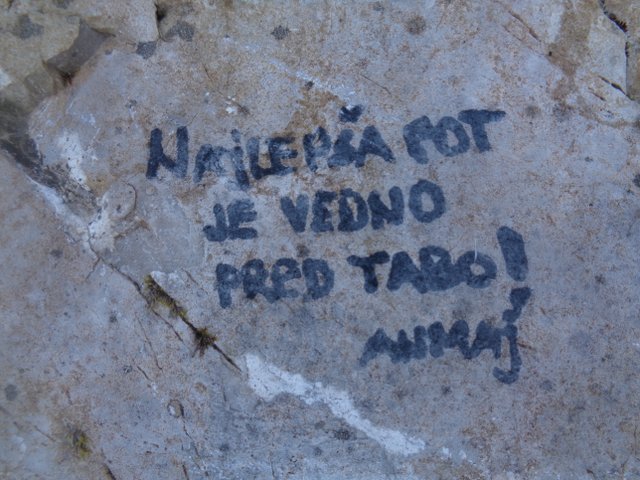 NAJLEPŠA POT
JE VEDNO
PRED TABO!